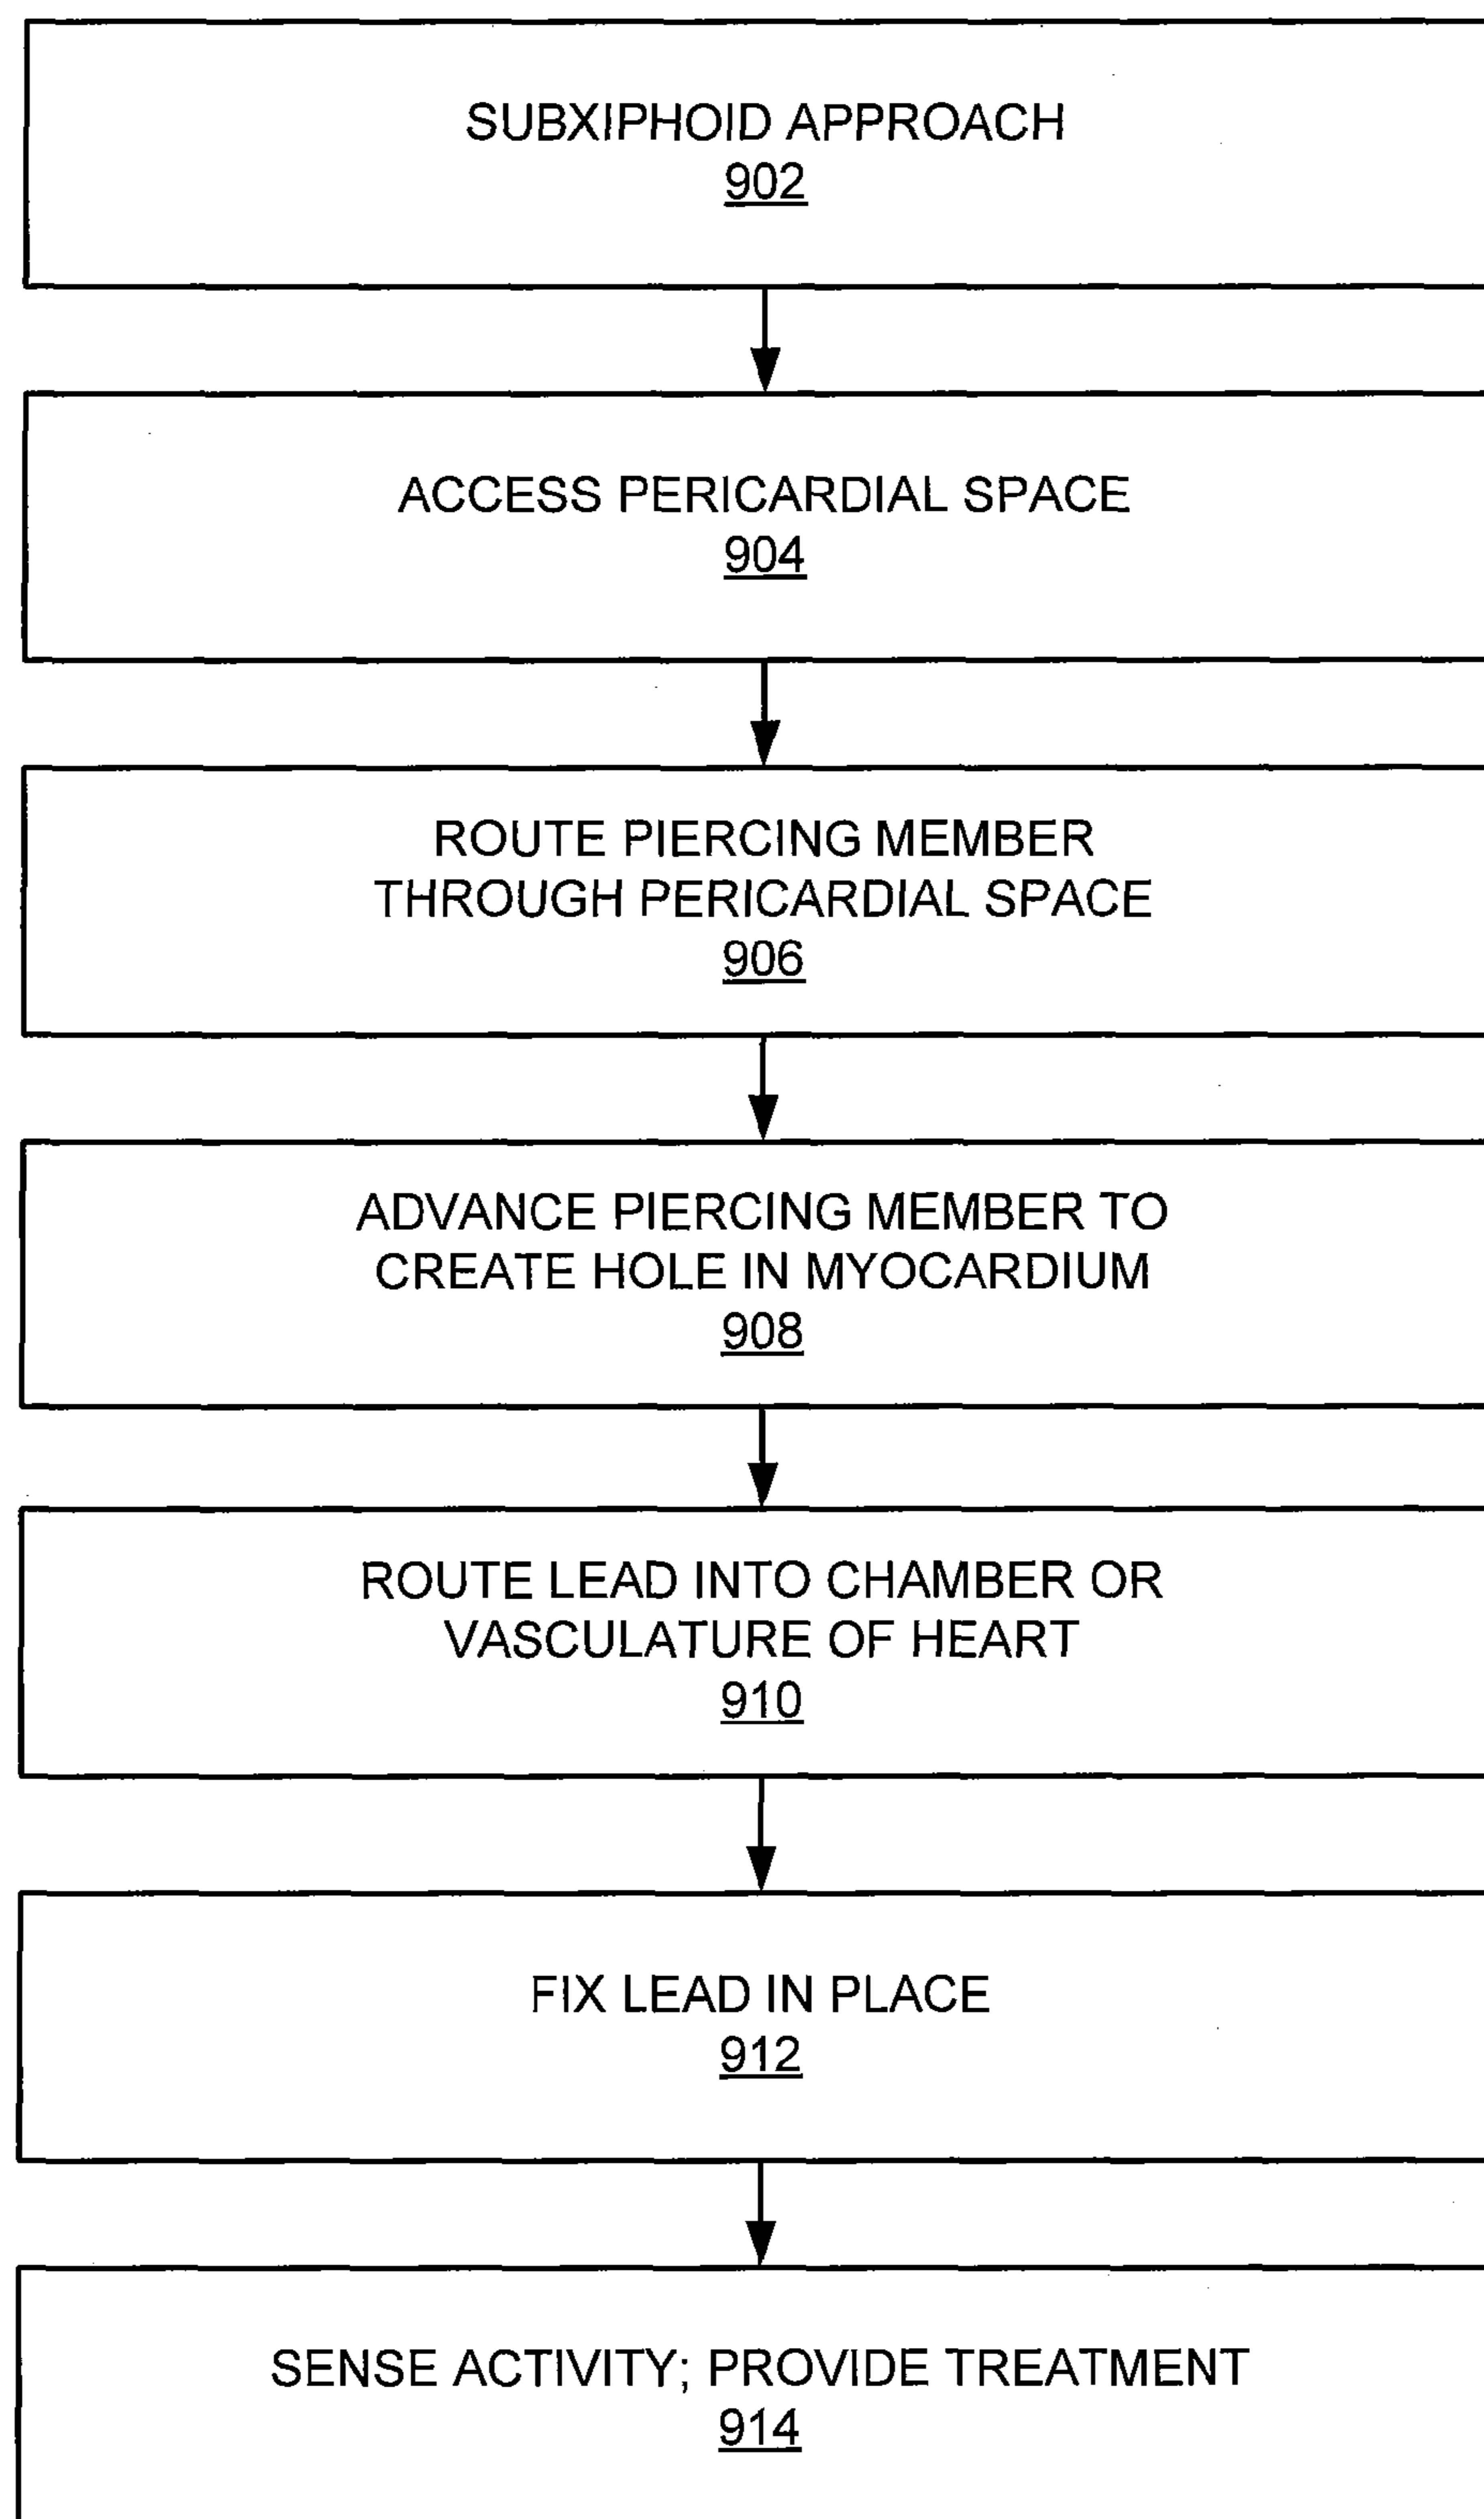 SUBXIPHOID APPROACH
902
ACCESS PERICARDIAL SPACE
904
ROUTE PIERCING MEMBER
THROUGH PERICARDIAL SPACE
906
ADVANCE PIERCING MEMBER TO
CREATE HOLE IN MYOCARDIUM
908
ROUTE LEAD INTO CHAMBER OR
VASCULATURE OF HEART
910
FIX LEAD IN PLACE
912
SENSE ACTIVITY; PROVIDE TREATMENT
914